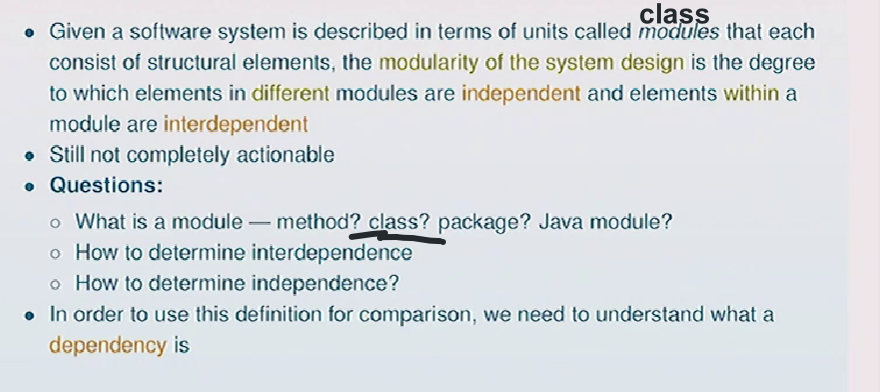 class
• Given a software system is described in terms of units called modules that each
consist of structural elements, the modularity of the system design is the degree
to which elements in different modules are independent and elements within a
module are interdependent
• Still not completely actionable
• Questions:
○ What is a module — method? class? package? Java module?
○ How to determine interdependence
○ How to determine independence?
• In order to use this definition for comparison, we need to understand what a
dependency is